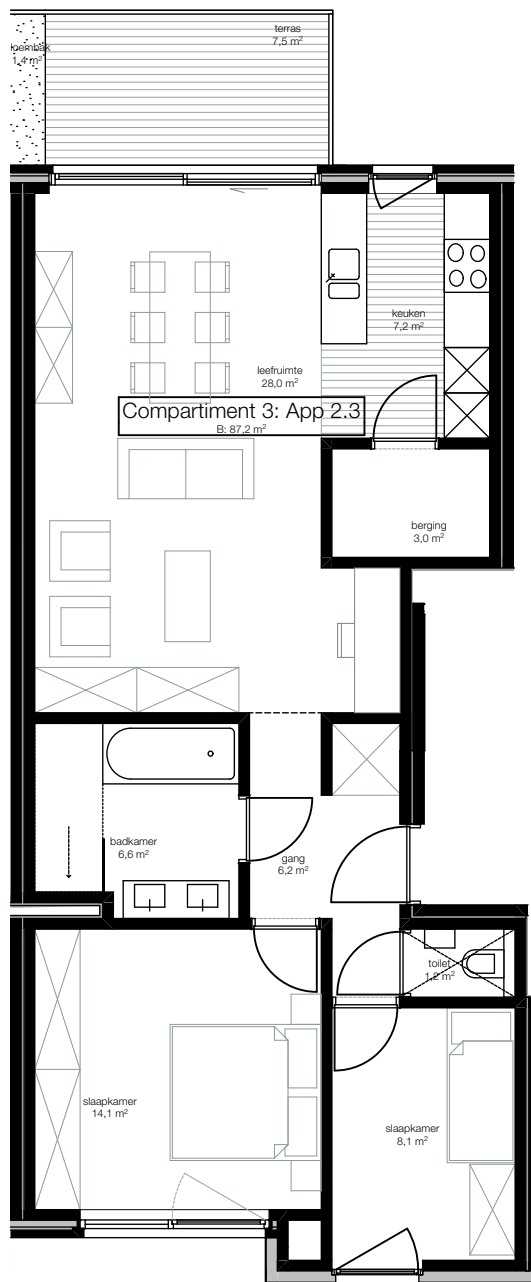 terras
7,5 m²
1,4 m²
keuken
7,2 m²
leefruimte
28,0 m²
Compartiment 3: App 2.3
B: 87,2 m²
berging
3,0 m²
badkamer
6,6 m²
gang
6,2 m²
toilet
1,2 m²
slaapkamer
14,1 m²
slaapkamer
8,1 m²